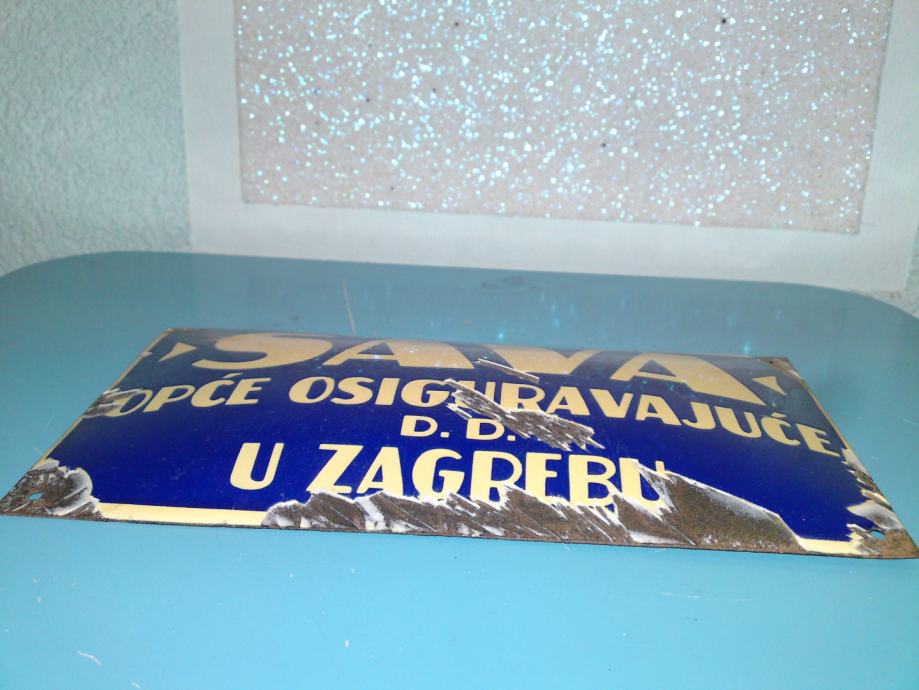 SAVA
OPĆE OSIGURAVAJUĆE
D. D.
U ZAGREBU